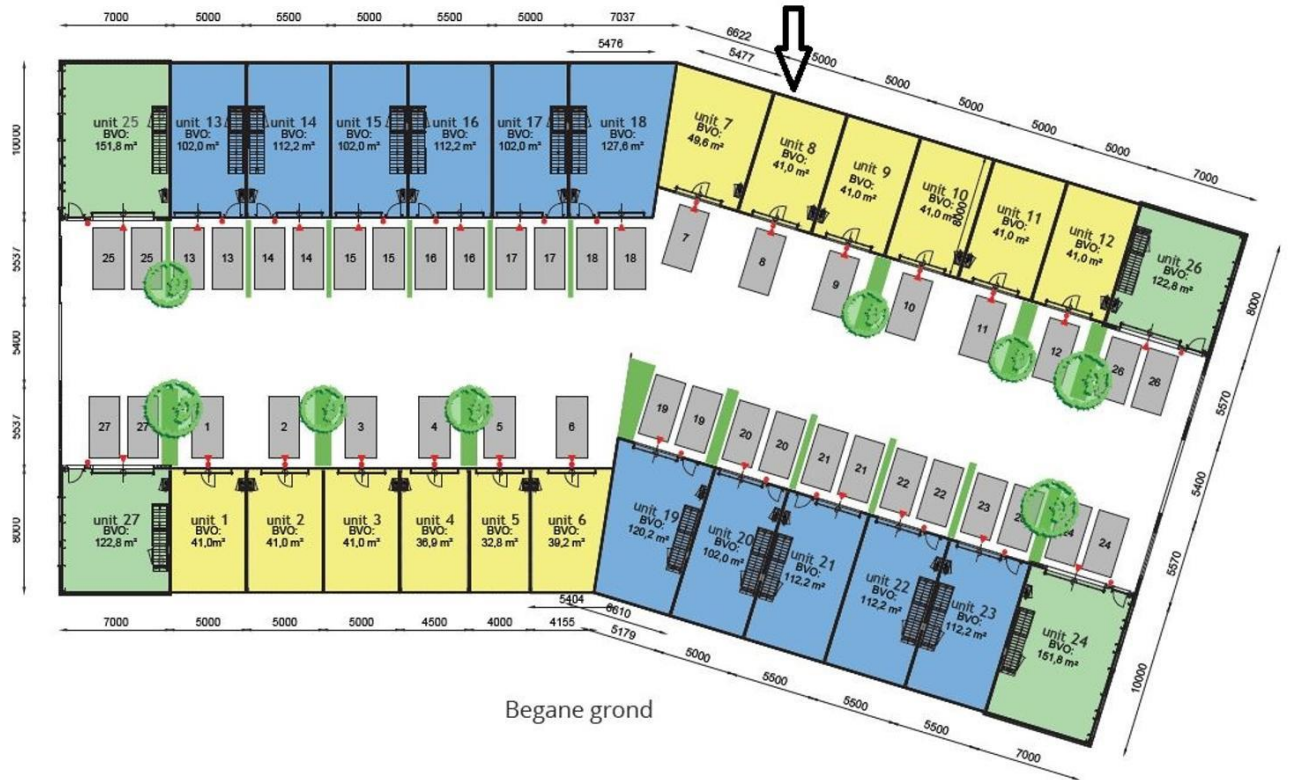 7000 5000 5500 5000 5500 5000 7037
5476
6622
5477
5000
5000
5000
5000
5000
7000
10000
5537
5400
5537
8000
unit 25
BVO:
151,8 m²
unit 13
BVO:
102,0 m²
unit 14
BVO:
112,2 m²
unit 15
BVO:
102,0 m²
unit 16
BVO:
112,2 m²
unit 17
BVO:
102,0 m²
unit 18
BVO:
127,6 m²
unit 7
BVO:
49,6 m²
unit 8
BVO:
41,0 m²
unit 9
BVO:
41,0 m²
unit 10
BVO:
41,0 m²
8000
unit 11
BVO:
41,0 m²
unit 12
BVO:
41,0 m²
unit 26
BVO:
122,8 m²
25 25 13 13 14 14 15 15 16 16 17 17 18 18
7
8
9
10
11
12
26
26
8000
5570
5400
5570
10000
27 27 1 2 3 4 5 6
19
19
20
20
21
21
22
22
23
24
unit 27
BVO:
122,8 m²
unit 1
BVO:
41,0m²
unit 2
BVO:
41,0 m²
unit 3
BVO:
41,0 m²
unit 4
BVO:
36,9 m²
unit 5
BVO:
32,8 m²
unit 6
BVO:
39,2 m²
unit 19
BVO:
120,2 m²
unit 20
BVO:
102,0 m²
unit 21
BVO:
112,2 m²
unit 22
BVO:
112,2 m²
unit 23
BVO:
112,2 m²
unit 24
BVO:
151,8 m²
7000 5000 5000 5000 4500 4000 4155
5404
6610
5179
5000
5500
5500
5500
7000
Begane grond